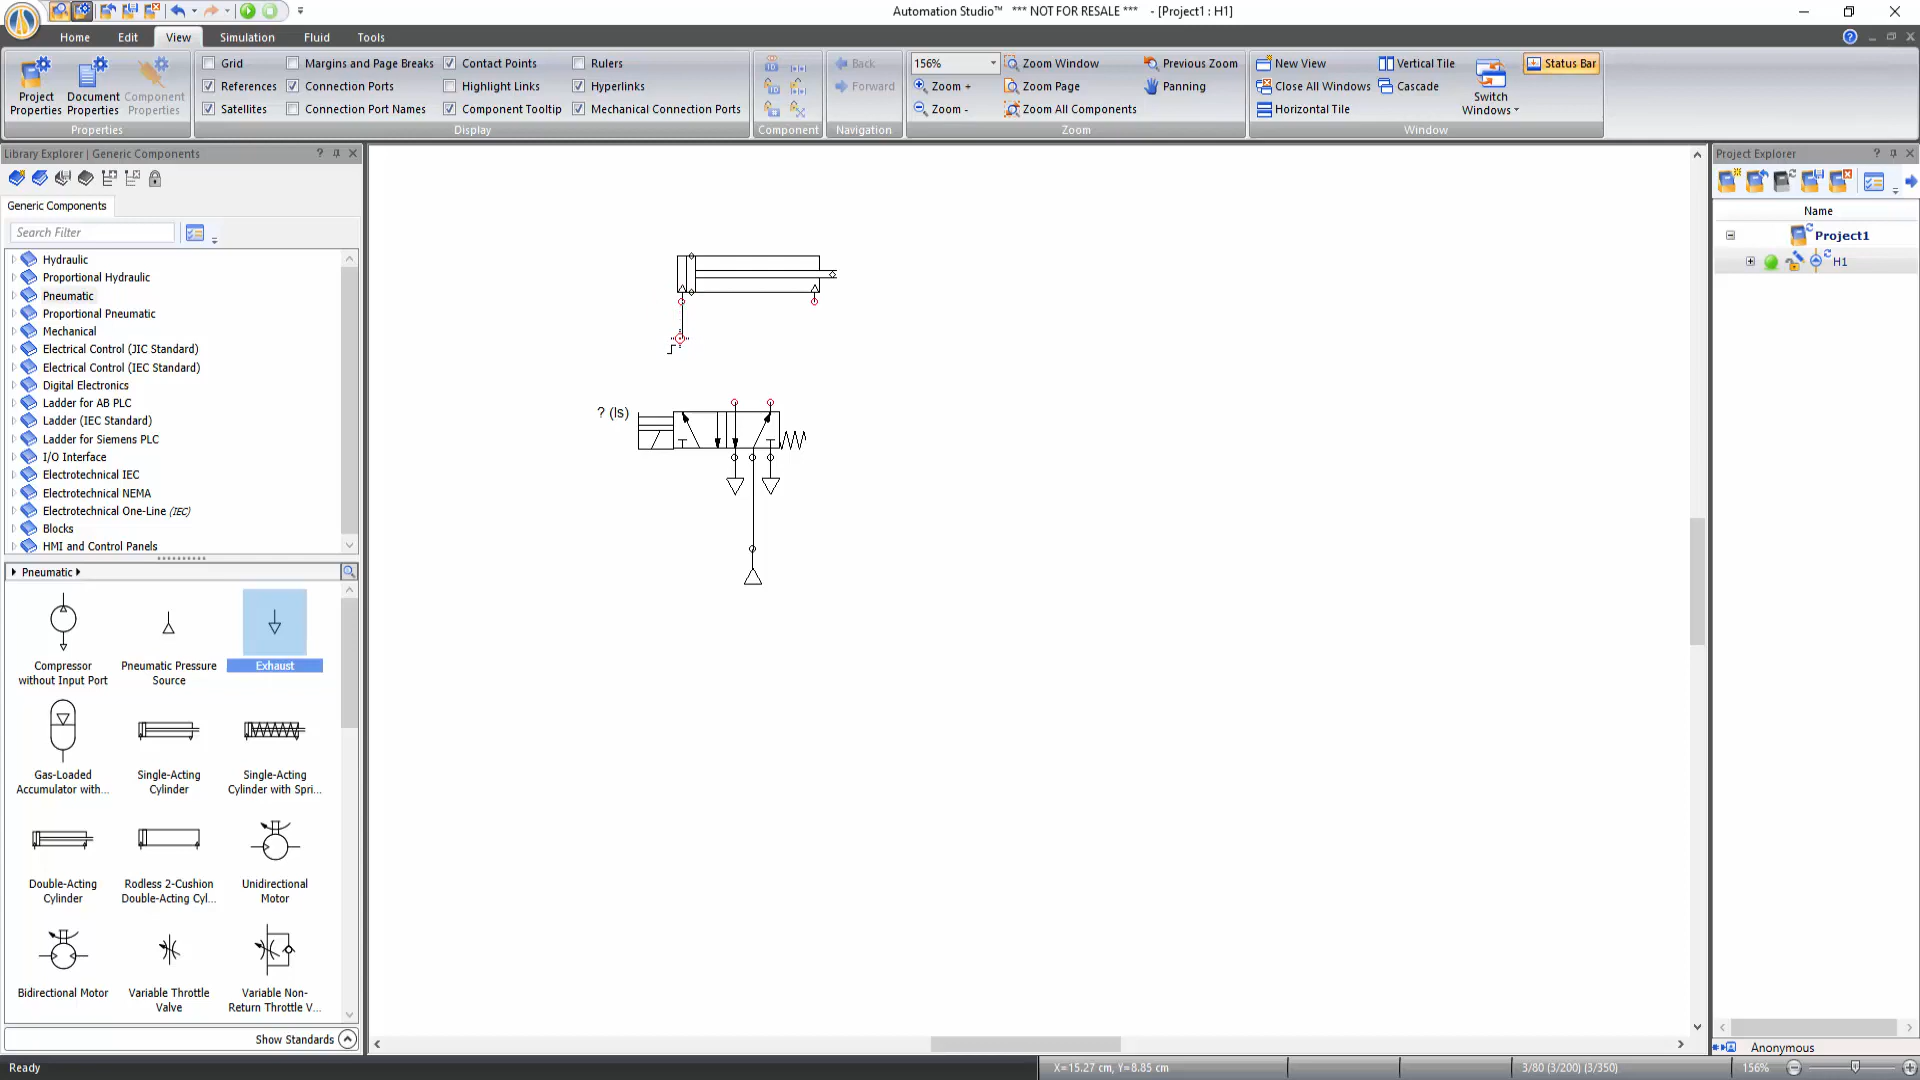 Automation Studio™ *** NOT FOR RESALE *** - [Project1 : H1]
Home Edit View Simulation Fluid Tools
Project Properties
Document Properties
Component Properties
Properties
Grid
References
Satellites
Margins and Page Breaks
Connection Ports
Connection Port Names
Contact Points
Highlight Links
Component Tooltip
Rulers
Hyperlinks
Mechanical Connection Ports
Display
Component
Back
Forward
Navigation
156%
Zoom +
Zoom -
Zoom Window
Zoom Page
Zoom All Components
Previous Zoom
Panning
Zoom
New View
Close All Windows
Horizontal Tile
Vertical Tile
Cascade
Switch Windows
Status Bar
Window
Library Explorer | Generic Components
Generic Components
Search Filter
Hydraulic
Proportional Hydraulic
Pneumatic
Proportional Pneumatic
Mechanical
Electrical Control (JIC Standard)
Electrical Control (IEC Standard)
Digital Electronics
Ladder for AB PLC
Ladder (IEC Standard)
Ladder for Siemens PLC
I/O Interface
Electrotechnical IEC
Electrotechnical NEMA
Electrotechnical One-Line (IEC)
Blocks
HMI and Control Panels
Pneumatic
Compressor without Input Port
Pneumatic Pressure Source
Exhaust
Gas-Loaded Accumulator with...
Single-Acting Cylinder
Single-Acting Cylinder with Spri...
Double-Acting Cylinder
Rodless 2-Cushion Double-Acting Cyl...
Unidirectional Motor
Bidirectional Motor
Variable Throttle Valve
Variable Non-Return Throttle V...
Show Standards
? (ls)
Project Explorer
Name
Project1
H1
Anonymous
Ready
X=15.27 cm, Y=8.85 cm
3/80 (3/200) (3/350)
156%